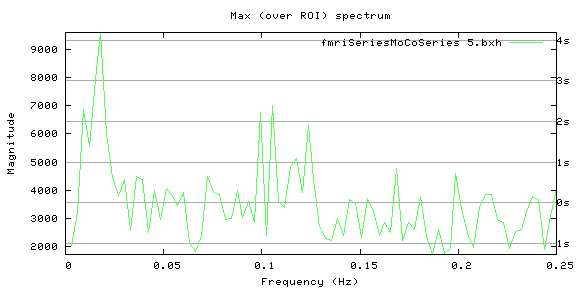 Max (over ROI) spectrum
fmriSeriesMoCoSeries 5.bxh
9000
8000
7000
6000
5000
4000
3000
2000
4s
3s
2s
1s
0s
1s
Magnitude
0
0.05
0.1
0.15
0.2
0.25
Frequency (Hz)